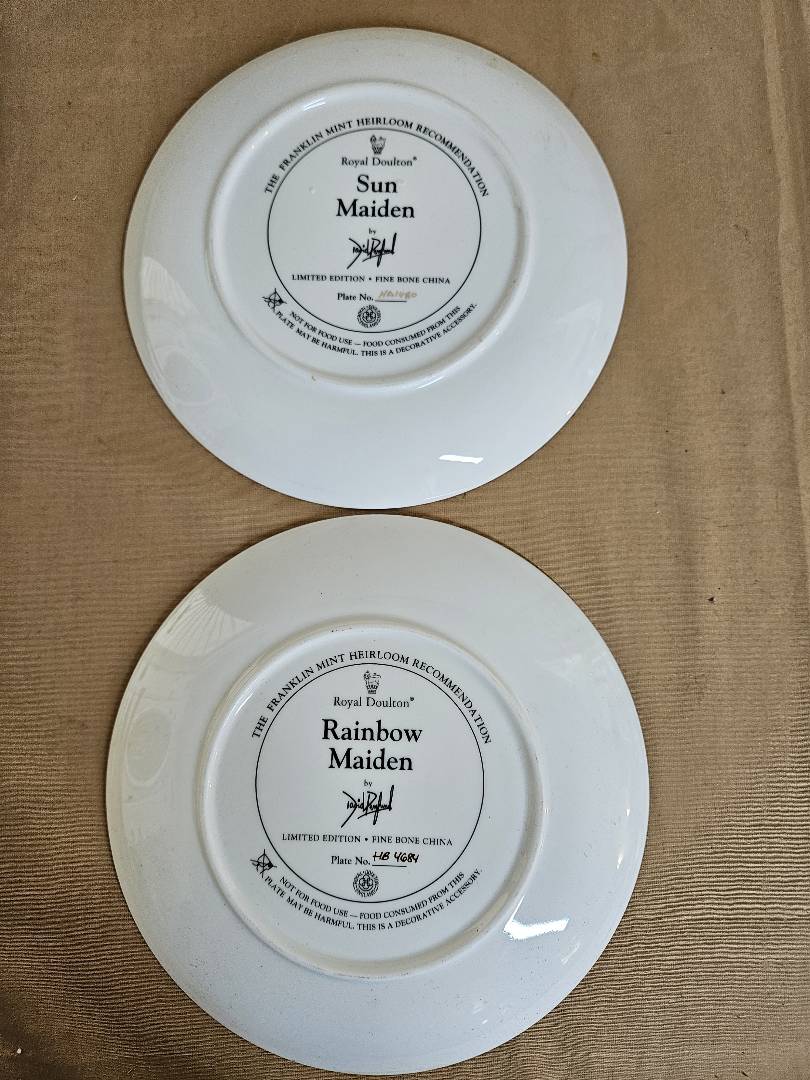 THE FRANKLIN MINT HEIRLOOM RECOMMENDATION
Royal Doulton®
Sun
Maiden
by
LIMITED EDITION • FINE BONE CHINA
Plate No.
NOT FOR FOOD USE — FOOD CONSUMED FROM THIS
PLATE MAY BE HARMFUL. THIS IS A DECORATIVE ACCESSORY.
THE FRANKLIN MINT HEIRLOOM RECOMMENDATION
Royal Doulton®
Rainbow
Maiden
by
LIMITED EDITION • FINE BONE CHINA
Plate No. HB 4684
NOT FOR FOOD USE — FOOD CONSUMED FROM THIS
PLATE MAY BE HARMFUL. THIS IS A DECORATIVE ACCESSORY.